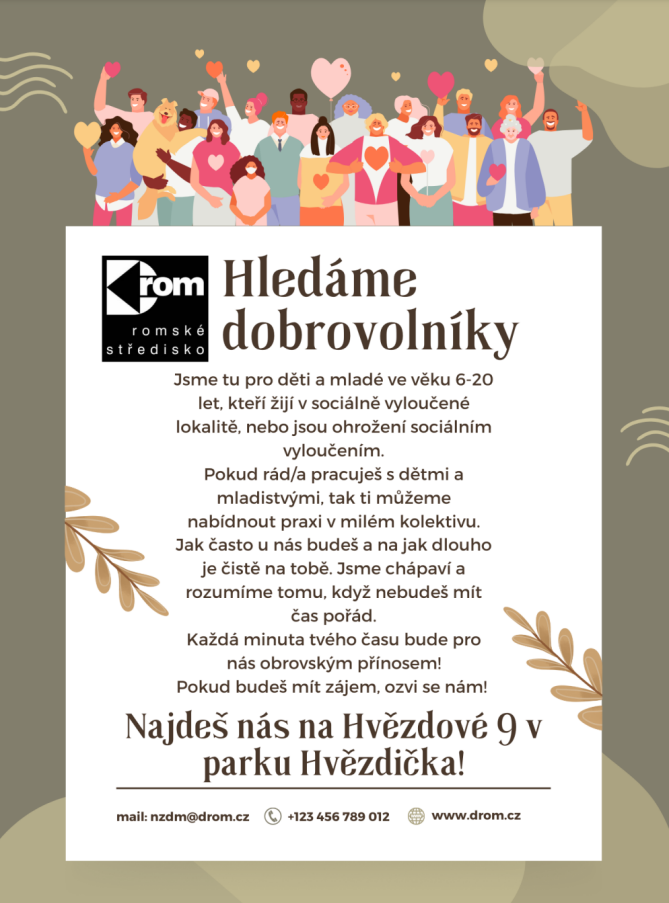 Drom
romské
středisko
Hledáme
dobrovolníky
Jsme tu pro děti a mladé ve věku 6-20
let, kteří žijí v sociálně vyloučené
lokalitě, nebo jsou ohrožení sociálním
vyloučením.
Pokud rád/a pracuješ s dětmi a
mladistvými, tak ti můžeme
nabídnout praxi v milém kolektivu.
Jak často u nás budeš a na jak dlouho
je čistě na tobě. Jsme chápaví a
rozumíme tomu, když nebudeš mít
čas pořád.
Každá minuta tvého času bude pro
nás obrovským přínosem!
Pokud budeš mít zájem, ozvi se nám!
Najdeš nás na Hvězdové 9 v
parku Hvězdička!
mail: nzdm@drom.cz +123 456 789 012 www.drom.cz